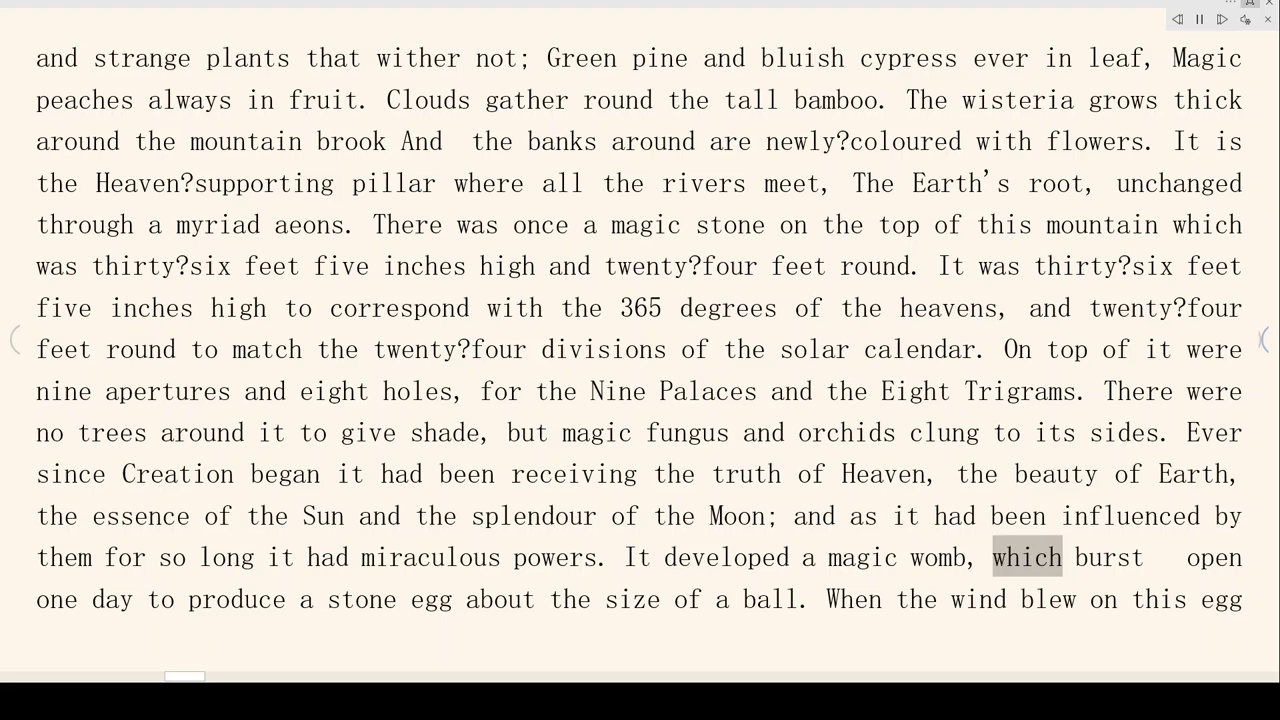 and strange plants that wither not; Green pine and bluish cypress ever in leaf, Magic
peaches always in fruit. Clouds gather round the tall bamboo. The wisteria grows thick
around the mountain brook And the banks around are newly?coloured with flowers. It is
the Heaven?supporting pillar where all the rivers meet, The Earth's root, unchanged
through a myriad aeons. There was once a magic stone on the top of this mountain which
was thirty?six feet five inches high and twenty?four feet round. It was thirty?six feet
five inches high to correspond with the 365 degrees of the heavens, and twenty?four
feet round to match the twenty?four divisions of the solar calendar. On top of it were
nine apertures and eight holes, for the Nine Palaces and the Eight Trigrams. There were
no trees around it to give shade, but magic fungus and orchids clung to its sides. Ever
since Creation began it had been receiving the truth of Heaven, the beauty of Earth,
the essence of the Sun and the splendour of the Moon; and as it had been influenced by
them for so long it had miraculous powers. It developed a magic womb, which burst open
one day to produce a stone egg about the size of a ball. When the wind blew on this egg